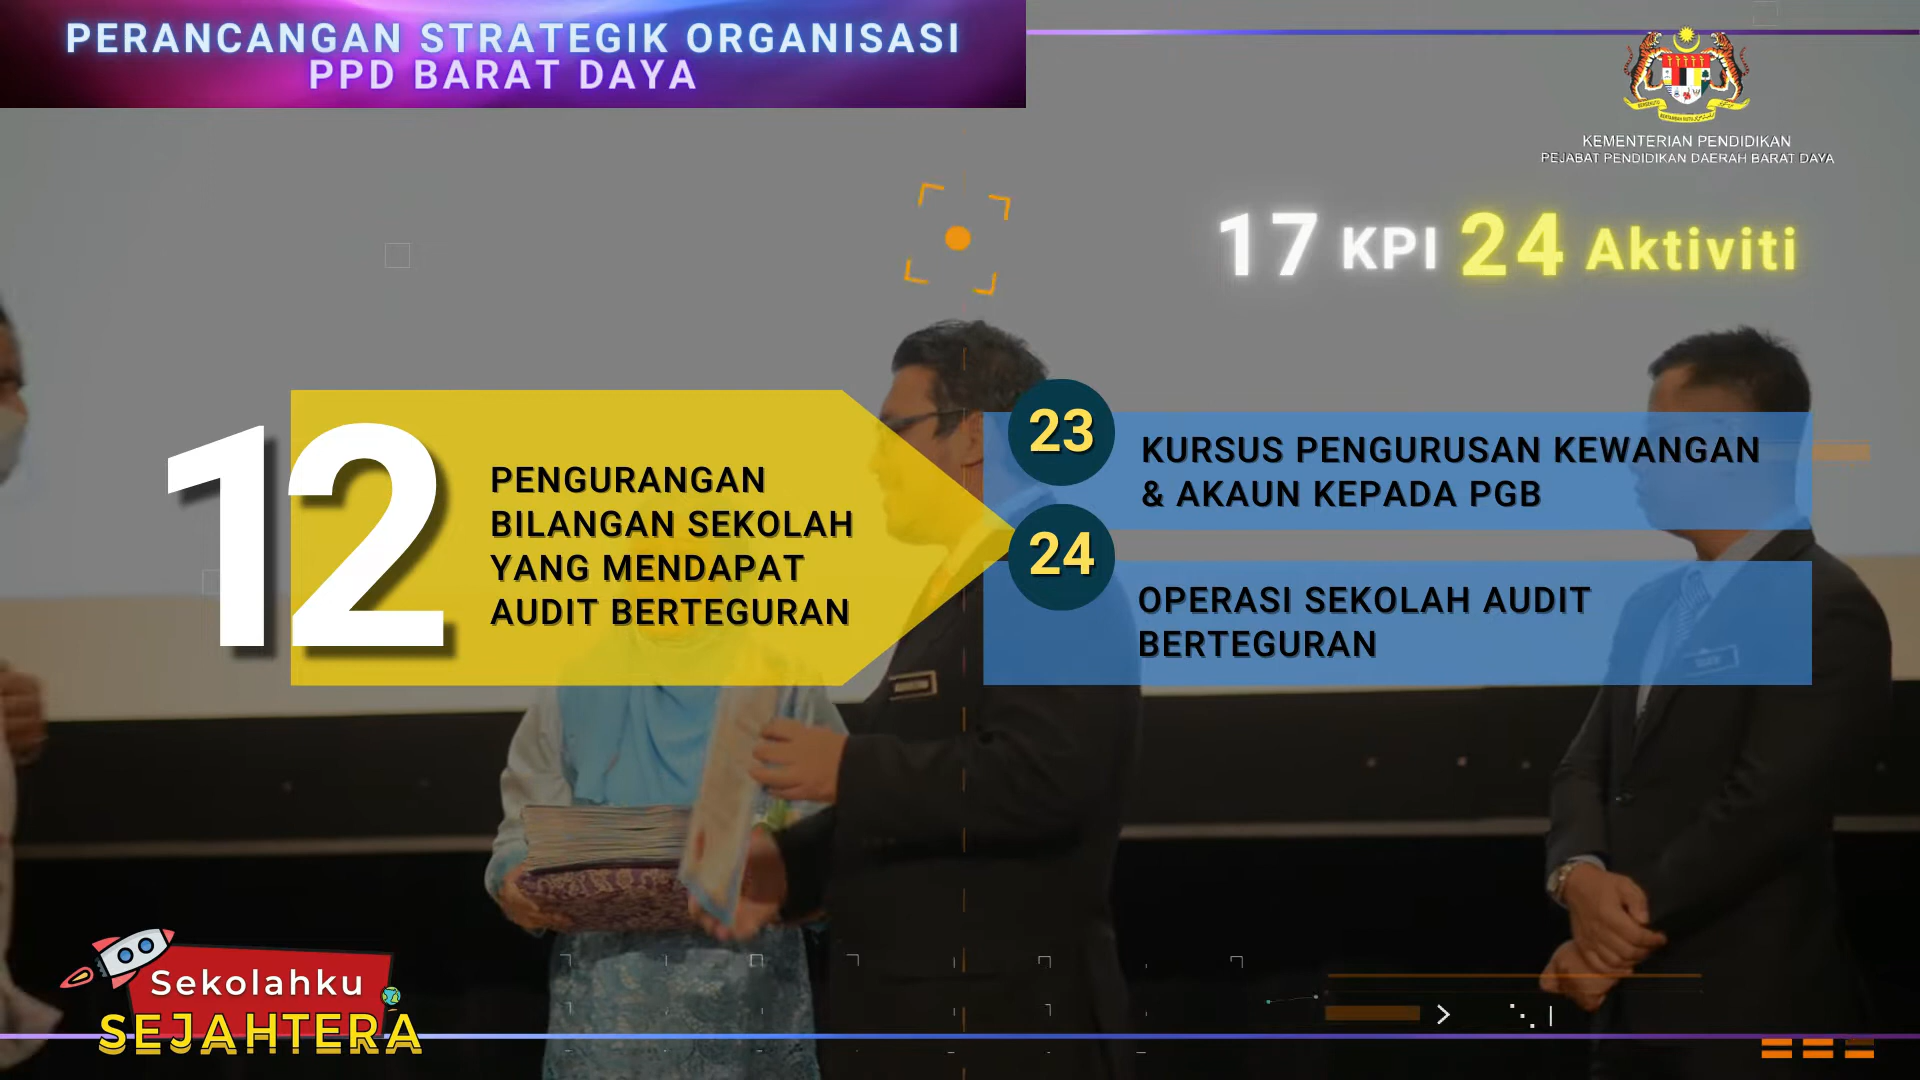 PERANCANGAN STRATEGIK ORGANISASI
PPD BARAT DAYA
KEMENTERIAN PENDIDIKAN
PEJABAT PENDIDIKAN DAERAH BARAT DAYA
17 KPI 24 Aktiviti
12
PENGURANGAN
BILANGAN SEKOLAH
YANG MENDAPAT
AUDIT BERTEGURAN
23
KURSUS PENGURUSAN KEWANGAN
& AKAUN KEPADA PGB
24
OPERASI SEKOLAH AUDIT
BERTEGURAN
Sekolahku
SEJAHTERA